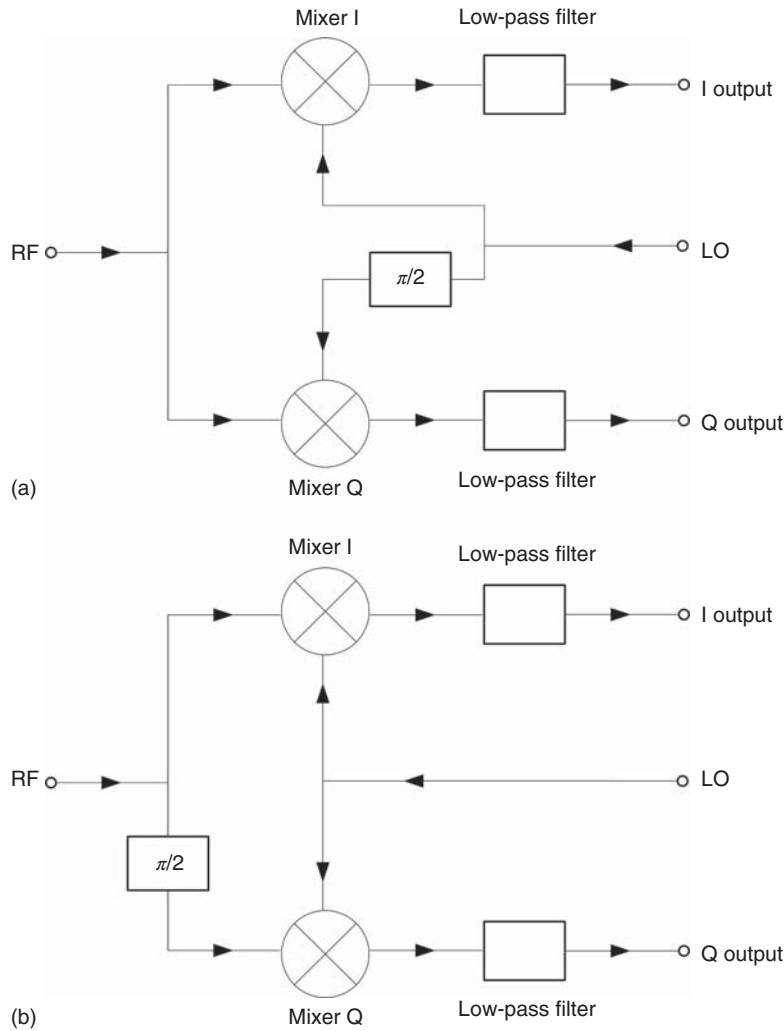 Mixer I
Low-pass filter
I output
RF
LO
π/2
Q output
Mixer Q
Low-pass filter
(a)
Mixer I
Low-pass filter
I output
RF
LO
π/2
Q output
Mixer Q
Low-pass filter
(b)